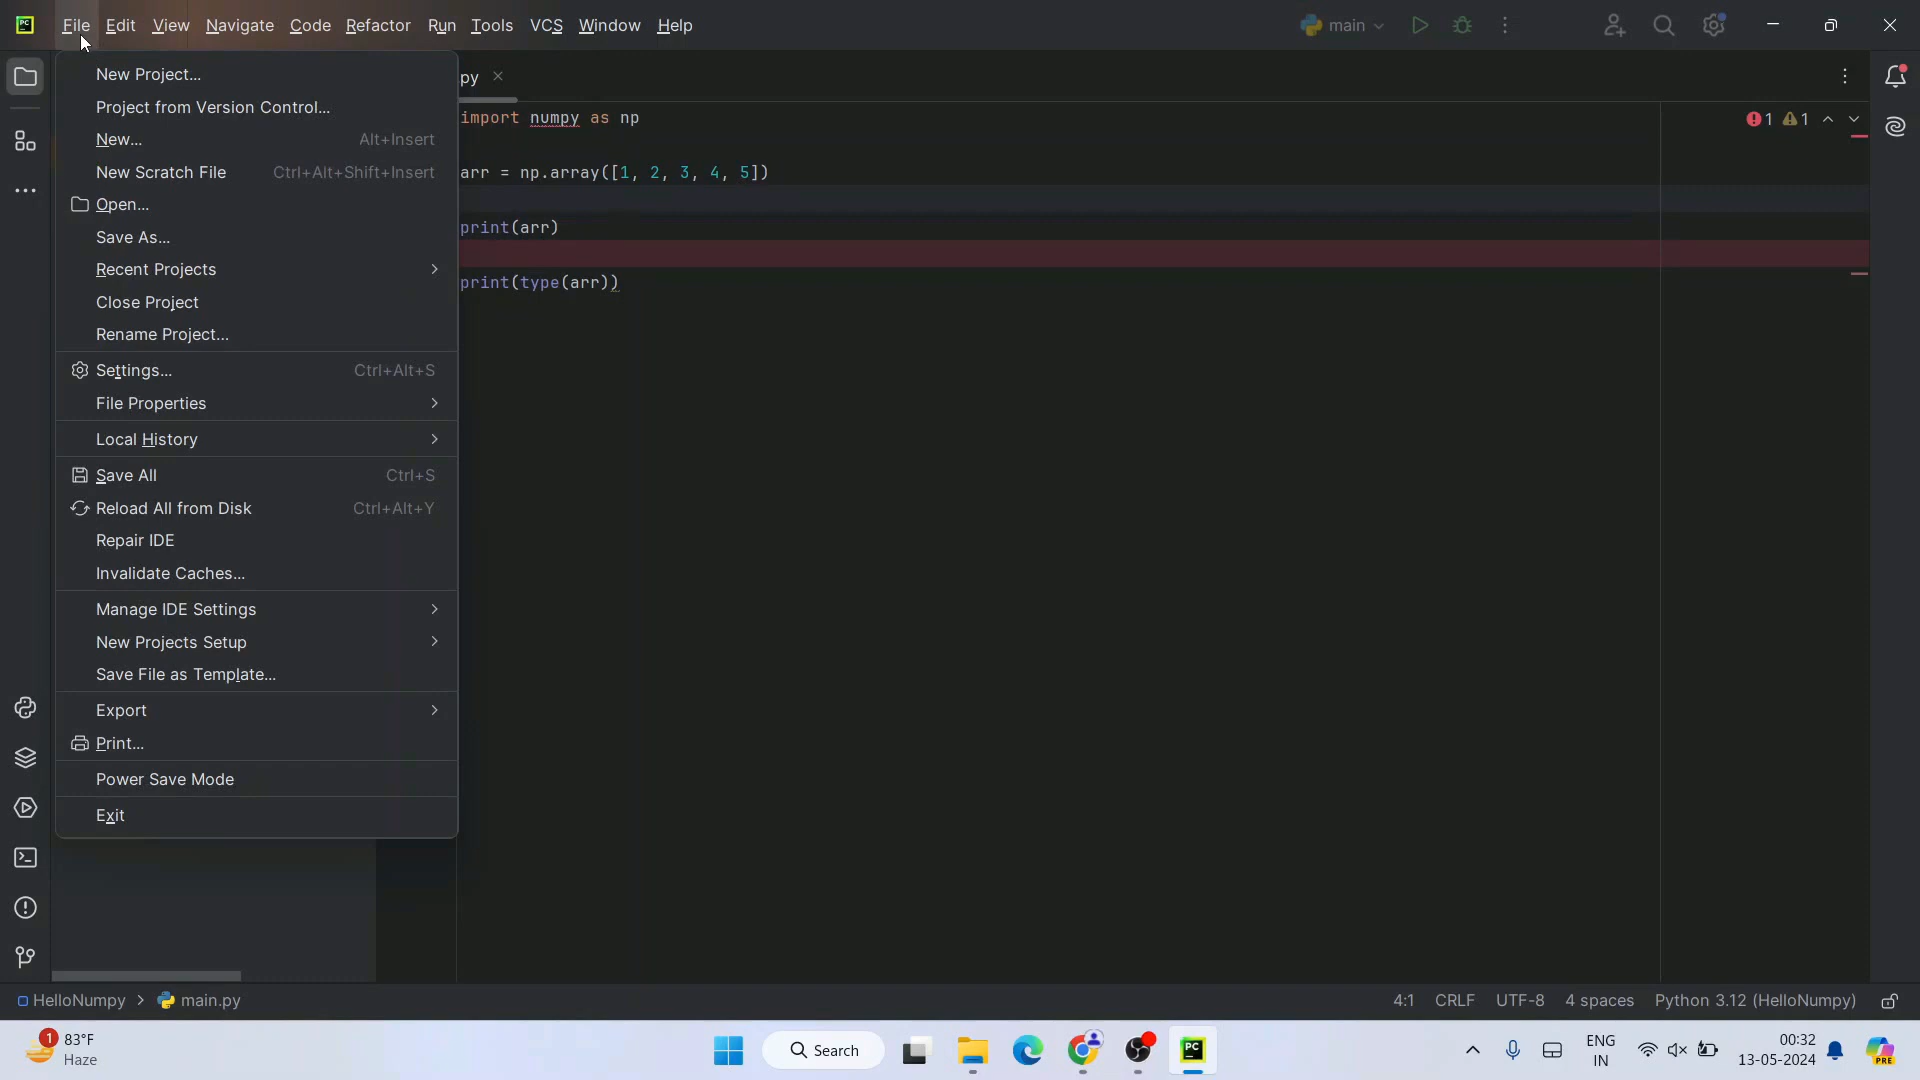 PC
File Edit View Navigate Code Refactor Run Tools VCS Window Help
main
New Project...
Project from Version Control...
New... Alt+Insert
New Scratch File Ctrl+Alt+Shift+Insert
Open...
Save As...
Recent Projects
Close Project
Rename Project...
Settings... Ctrl+Alt+S
File Properties
Local History
Save All Ctrl+S
Reload All from Disk Ctrl+Alt+Y
Repair IDE
Invalidate Caches...
Manage IDE Settings
New Projects Setup
Save File as Template...
Export
Print...
Power Save Mode
Exit
py
import numpy as np
1 1
arr = np.array([1, 2, 3, 4, 5])
print(arr)
print(type(arr))
HelloNumpy > main.py
4:1 CRLF UTF-8 4 spaces Python 3.12 (HelloNumpy)
1
83°F
Haze
Search
PC
ENG
IN
00:32
13-05-2024
PRE